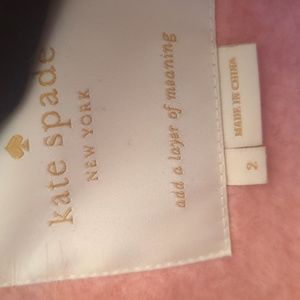 kate spade
NEW YORK
add a layer of meaning
MADE IN CHINA
2